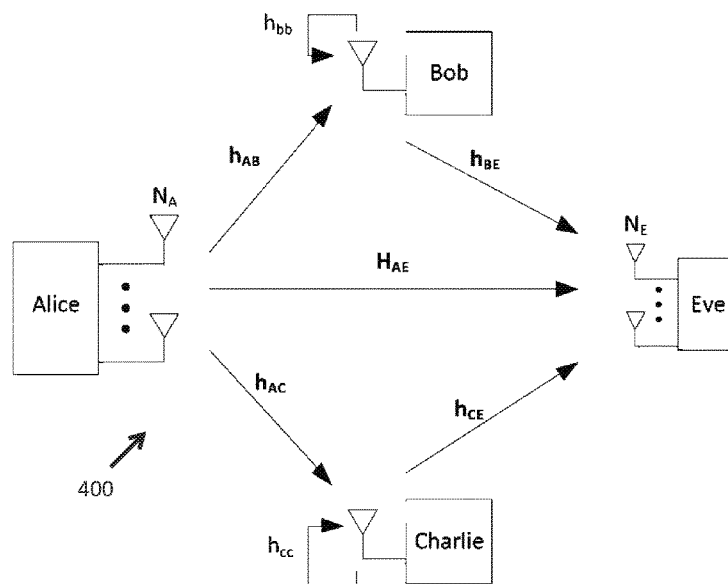 h_bb
Bob
h_AB
h_BE
N_A
N_E
H_AE
Alice
Eve
h_AC
h_CE
400
h_cc
Charlie